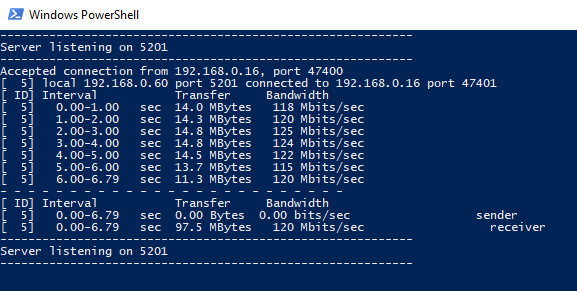 Windows PowerShell
-----------------------------------------------------------
Server listening on 5201
-----------------------------------------------------------
Accepted connection from 192.168.0.16, port 47400
[  5] local 192.168.0.60 port 5201 connected to 192.168.0.16 port 47401
[ ID] Interval           Transfer     Bandwidth
[  5]   0.00-1.00   sec  14.0 MBytes   118 Mbits/sec
[  5]   1.00-2.00   sec  14.3 MBytes   120 Mbits/sec
[  5]   2.00-3.00   sec  14.8 MBytes   125 Mbits/sec
[  5]   3.00-4.00   sec  14.8 MBytes   124 Mbits/sec
[  5]   4.00-5.00   sec  14.5 MBytes   122 Mbits/sec
[  5]   5.00-6.00   sec  13.7 MBytes   115 Mbits/sec
[  5]   6.00-6.79   sec  11.3 MBytes   120 Mbits/sec
- - - - - - - - - - - - - - - - - - - - - - - - -
[ ID] Interval           Transfer     Bandwidth
[  5]   0.00-6.79   sec  0.00 Bytes  0.00 bits/sec                  sender
[  5]   0.00-6.79   sec  97.5 MBytes   120 Mbits/sec                  receiver
-----------------------------------------------------------
Server listening on 5201
-----------------------------------------------------------